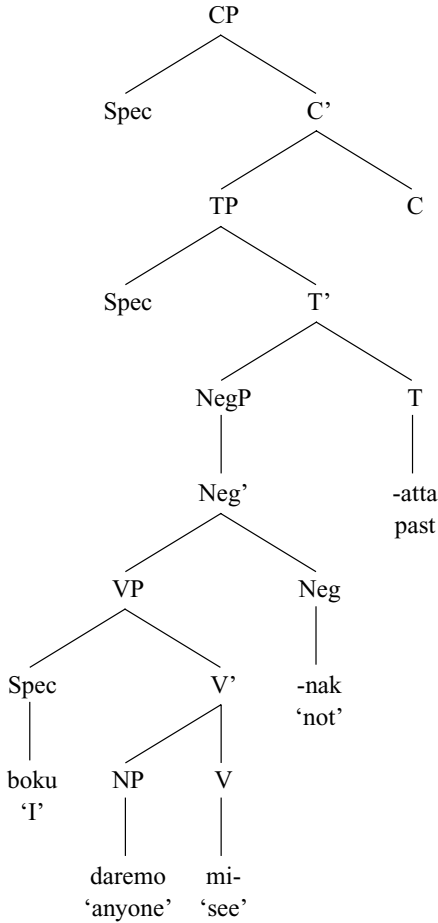 CP
Spec C’
TP C
Spec T’
NegP T
Neg’ -atta
past
VP Neg
Spec V’ -nak
‘not’
boku NP V
‘I’
daremo mi-
‘anyone’ ‘see’